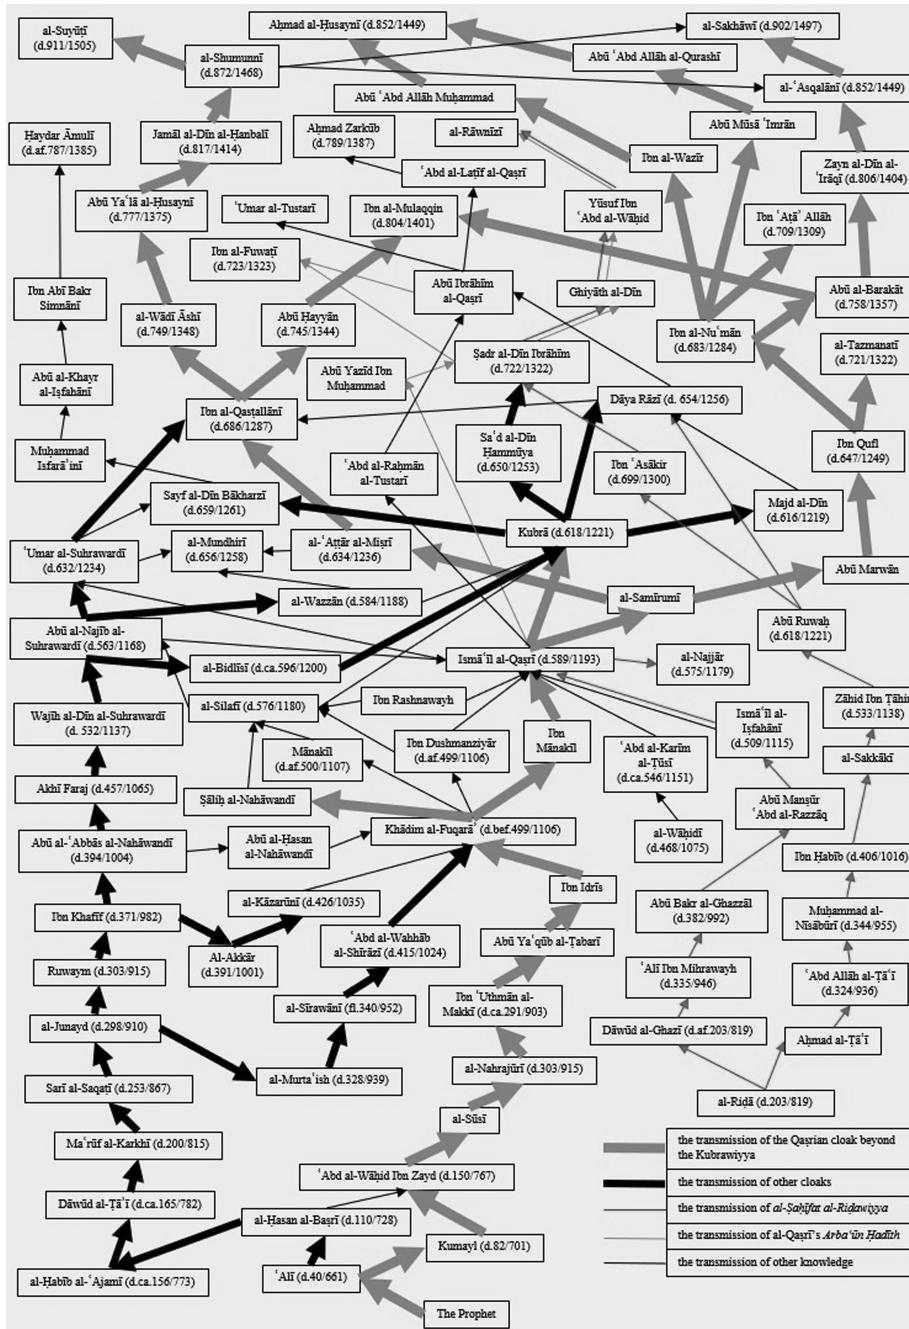 al-Suyūṭī
(d.911/1505)
Aḥmad al-Ḥusaynī (d.852/1449)
al-Sakhāwī (d.902/1497)
al-Shumunnī
(d.872/1468)
Abū ʿAbd Allāh al-Qurashī
al-ʿAsqalānī (d.852/1449)
Abū ʿAbd Allāh Muḥammad
Ḥaydar Āmulī
(d.af.787/1385)
Jamāl al-Dīn al-Ḥanbalī
(d.817/1414)
Aḥmad Zarkūb
(d.789/1387)
al-Rāwnīzī
Abū Mūsā ʿImrān
Ibn al-Wazīr
Zayn al-Dīn al-
ʿIrāqī (d.806/1404)
ʿAbd al-Laṭīf al-Qaṣrī
Abū Yaʿlā al-Ḥusaynī
(d.777/1375)
ʿUmar al-Tustarī
Ibn al-Mulaqqin
(d.804/1401)
Yūsuf Ibn
ʿAbd al-Wāḥid
Ibn ʿAṭāʾ Allāh
(d.709/1309)
Ibn al-Fuwaṭī
(d.723/1323)
Ibn Abī Bakr
Simnānī
Abū Ibrāhīm
al-Qaṣrī
Ghiyāth al-Dīn
Abū al-Barakāt
(d.758/1357)
al-Wādī Āshī
(d.749/1348)
Abū Ḥayyān
(d.745/1344)
Ibn al-Nuʿmān
(d.683/1284)
al-Tazmanatī
(d.721/1322)
Abū al-Khayr
al-Iṣfahānī
Abū Yazīd Ibn
Muḥammad
Ṣadr al-Dīn Ibrāhīm
(d.722/1322)
Ibn al-Qasṭallānī
(d.686/1287)
Dāya Rāzī (d. 654/1256)
Muḥammad
Isfarāʾinī
ʿAbd al-Raḥmān
al-Tustarī
Saʿd al-Dīn
Ḥammūya
(d.650/1253)
Ibn ʿAsākir
(d.699/1300)
Ibn Qufl
(d.647/1249)
Sayf al-Dīn Bākharzī
(d.659/1261)
Majd al-Dīn
(d.616/1219)
ʿUmar al-Suhrawardī
(d.632/1234)
al-Mundhirī
(d.656/1258)
al-ʿAṭṭār al-Miṣrī
(d.634/1236)
Kubrā (d.618/1221)
Abū Marwān
al-Wazzān (d.584/1188)
al-Samīrumī
Abū al-Najīb al-
Suhrawardī (d.563/1168)
Abū Ruwaḥ
(d.618/1221)
al-Bidlīsī (d.ca.596/1200)
Ismāʿīl al-Qaṣrī (d.589/1193)
al-Najjār
(d.575/1179)
Wajīh al-Dīn al-Suhrawardī
(d. 532/1137)
al-Silafī (d.576/1180)
Ibn Rashnawayh
Ismāʿīl al-
Iṣfahānī
(d.509/1115)
Zāhid Ibn Ṭāhir
(d.533/1138)
Mānakīl
(d.af.500/1107)
Ibn Dushmanziyār
(d.af.499/1106)
Ibn
Mānakīl
ʿAbd al-Karīm
al-Ṭūsī
(d.ca.546/1151)
al-Sakkākī
Akhī Faraj (d.457/1065)
Ṣāliḥ al-Nahāwandī
Abū Manṣūr
ʿAbd al-Razzāq
Abū al-ʿAbbās al-Nahāwandī
(d.394/1004)
Abū al-Ḥasan
al-Nahāwandī
Khādim al-Fuqarāʾ (d.bef.499/1106)
al-Wāḥidī
(d.468/1075)
Ibn Ḥabīb (d.406/1016)
Ibn Idrīs
al-Kāzarūnī (d.426/1035)
Abū Bakr al-Ghazzāl
(d.382/992)
Muḥammad al-
Nīsābūrī
(d.344/955)
Ibn Khafīf (d.371/982)
Abū Yaʿqūb al-Ṭabarī
ʿAbd al-Wahhāb
al-Shīrāzī (d.415/1024)
Al-Akkār
(d.391/1001)
Ruwaym (d.303/915)
ʿAlī Ibn Mihrawayh
(d.335/946)
ʿAbd Allāh al-Ṭāʾī
(d.324/936)
al-Sīrawānī (fl.340/952)
Ibn ʿUthmān al-
Makkī (d.ca.291/903)
al-Junayd (d.298/910)
Dāwūd al-Ghazī (d.af.203/819)
Aḥmad al-Ṭāʾī
al-Murtaʿish (d.328/939)
al-Nahrajūrī (d.303/915)
Sarī al-Saqaṭī (d.253/867)
al-Riḍā (d.203/819)
al-Sūsī
Maʿrūf al-Karkhī (d.200/815)
the transmission of the Qaṣrian cloak beyond
the Kubrawiyya
ʿAbd al-Wāḥid Ibn Zayd (d.150/767)
the transmission of other cloaks
Dāwūd al-Ṭāʾī (d.ca.165/782)
the transmission of al-Ṣaḥīfat al-Riḍawiyya
al-Ḥasan al-Baṣrī (d.110/728)
the transmission of al-Qaṣrī's Arbaʿūn Ḥadīth
Kumayl (d.82/701)
the transmission of other knowledge
al-Ḥabīb al-ʿAjamī (d.ca.156/773)
ʿAlī (d.40/661)
The Prophet